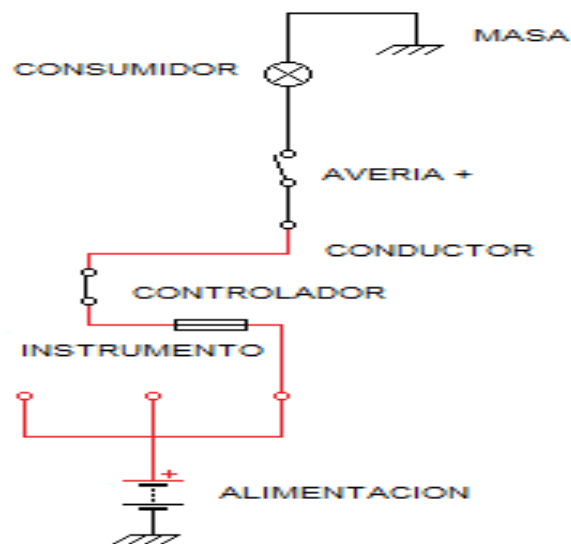 MASA
CONSUMIDOR
AVERIA +
CONDUCTOR
CONTROLADOR
INSTRUMENTO
+
ALIMENTACION